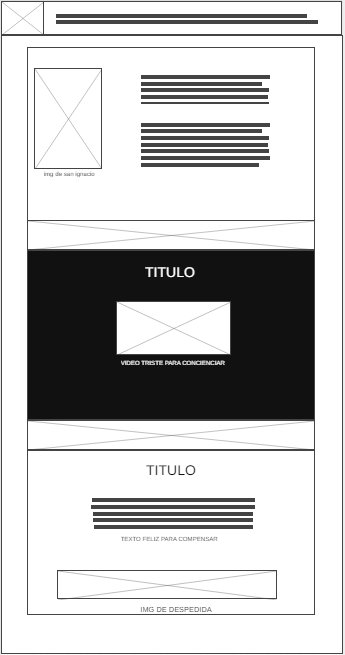 img de san ignacio
TITULO
VIDEO TRISTE PARA CONCIENCIAR
TITULO
TEXTO FELIZ PARA COMPENSAR
IMG DE DESPEDIDA